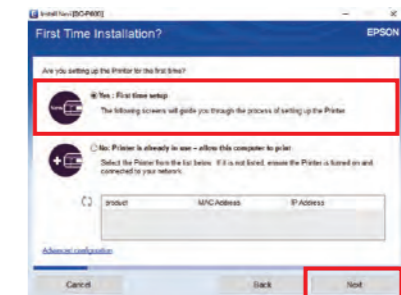 Install Navi [SC-P600]
First Time Installation?
EPSON
Are you setting up the Printer for the first time?
Yes : First time setup
The following screens will guide you through the process of setting up the Printer
No: Printer is already in use – allow this computer to print
Select the Printer from the list below. If it is not listed, ensure the Printer is turned on and
connected to your network.
product MAC Address IP Address
Advanced configuration
Cancel Back Next